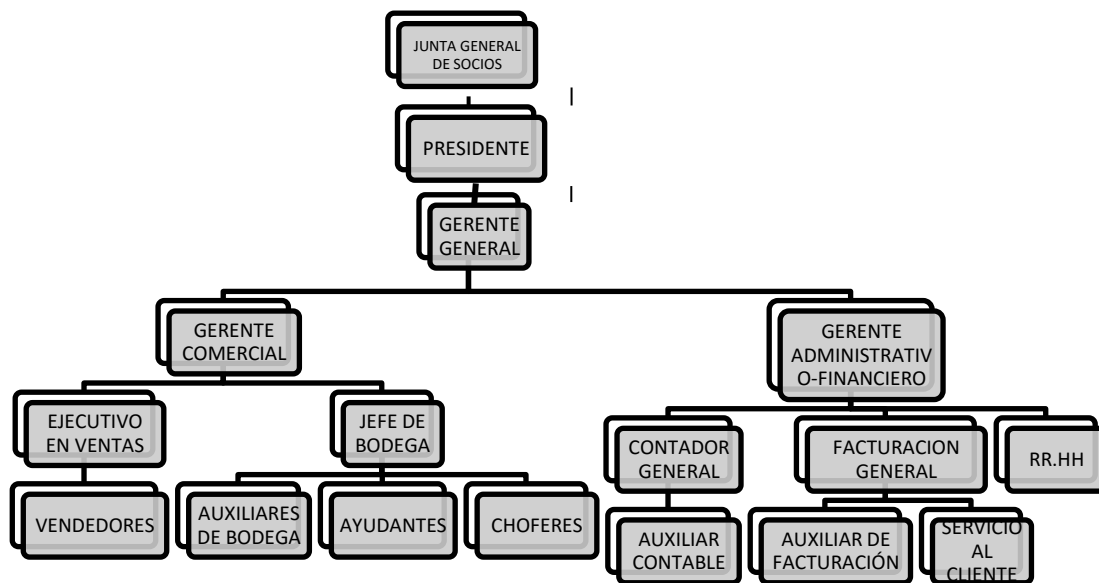 JUNTA GENERAL
DE SOCIOS
|
PRESIDENTE
|
GERENTE
GENERAL
GERENTE
COMERCIAL
GERENTE
ADMINISTRATIV
O-FINANCIERO
EJECUTIVO
EN VENTAS
JEFE DE
BODEGA
CONTADOR
GENERAL
FACTURACION
GENERAL
RR.HH
VENDEDORES
AUXILIARES
DE BODEGA
AYUDANTES
CHOFERES
AUXILIAR
CONTABLE
AUXILIAR DE
FACTURACIÓN
SERVICIO
AL
CLIENTE